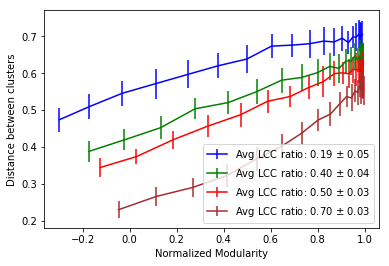 Distance between clusters
0.7
0.6
0.5
0.4
0.3
0.2
Avg LCC ratio: 0.19 ± 0.05
Avg LCC ratio: 0.40 ± 0.04
Avg LCC ratio: 0.50 ± 0.03
Avg LCC ratio: 0.70 ± 0.03
−0.2 0.0 0.2 0.4 0.6 0.8 1.0
Normalized Modularity